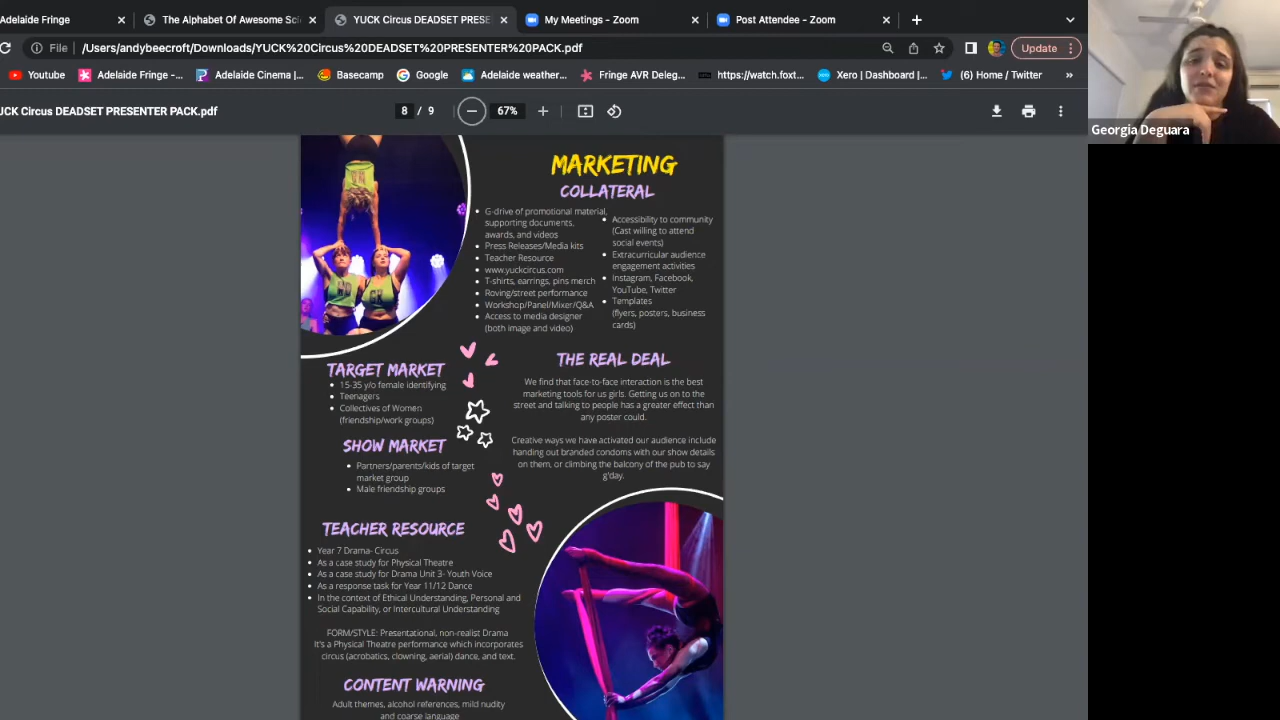 Adelaide Fringe
The Alphabet Of Awesome Sci
YUCK Circus DEADSET PRESE
My Meetings - Zoom
Post Attendee - Zoom
File
/Users/andybeecroft/Downloads/YUCK%20Circus%20DEADSET%20PRESENTER%20PACK.pdf
Update
Youtube
Adelaide Fringe -...
Adelaide Cinema |...
Basecamp
Google
Adelaide weather...
Fringe AVR Deleg...
https://watch.foxt...
Xero | Dashboard |...
(6) Home / Twitter
UCK Circus DEADSET PRESENTER PACK.pdf
8 / 9
67%
Georgia Deguara
MARKETING
COLLATERAL
G-drive of promotional material,
supporting documents,
awards, and videos
Press Releases/Media kits
Teacher Resource
www.yuckcircus.com
T-shirts, earrings, pins merch
Roving/street performance
Workshop/Panel/Mixer/Q&A
Access to media designer
(both image and video)
Accessibility to community
(Cast willing to attend
social events)
Extracurricular audience
engagement activities
Instagram, Facebook,
YouTube, Twitter
Templates
(flyers, posters, business
cards)
TARGET MARKET
15-35 y/o female identifying
Teenagers
Collectives of Women
(friendship/work groups)
SHOW MARKET
Partners/parents/kids of target
market group
Male friendship groups
THE REAL DEAL
We find that face-to-face interaction is the best
marketing tools for us girls. Getting us on to the
street and talking to people has a greater effect than
any poster could.
Creative ways we have activated our audience include
handing out branded condoms with our show details
on them, or climbing the balcony of the pub to say
g'day.
TEACHER RESOURCE
Year 7 Drama- Circus
As a case study for Physical Theatre
As a case study for Drama Unit 3- Youth Voice
As a response task for Year 11/12 Dance
In the context of Ethical Understanding, Personal and
Social Capability, or Intercultural Understanding
FORM/STYLE: Presentational, non-realist Drama
It's a Physical Theatre performance which incorporates
circus (acrobatics, clowning, aerial) dance, and text.
CONTENT WARNING
Adult themes, alcohol references, mild nudity
and coarse language